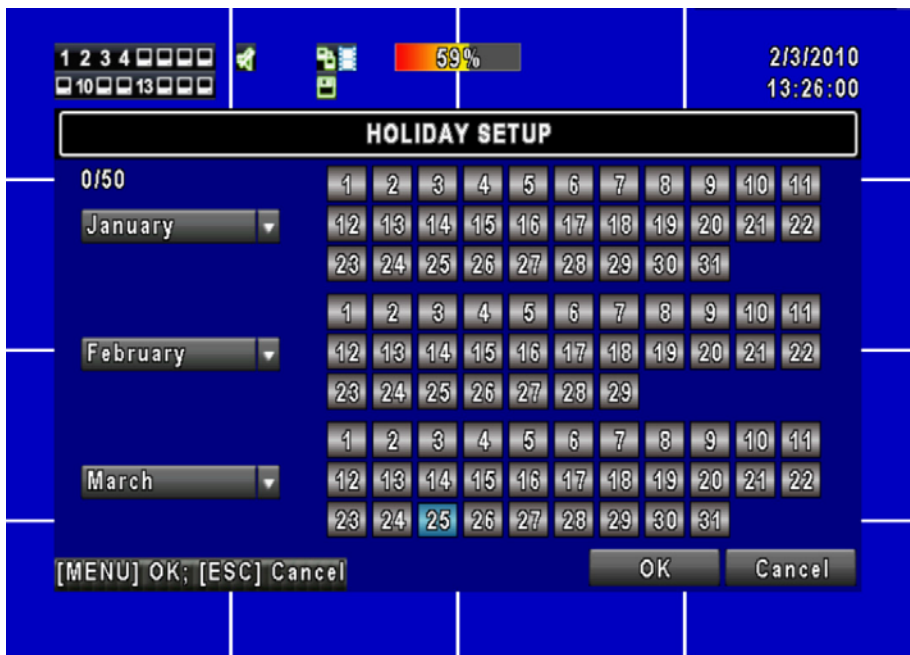 1 2 3 4
59%
2/3/2010
10 13
13:26:00
HOLIDAY SETUP
0/50
1 2 3 4 5 6 7 8 9 10 11
January
12 13 14 15 16 17 18 19 20 21 22
23 24 25 26 27 28 29 30 31
1 2 3 4 5 6 7 8 9 10 11
February
12 13 14 15 16 17 18 19 20 21 22
23 24 25 26 27 28 29
1 2 3 4 5 6 7 8 9 10 11
March
12 13 14 15 16 17 18 19 20 21 22
23 24 25 26 27 28 29 30 31
[MENU] OK; [ESC] Cancel
OK
Cancel